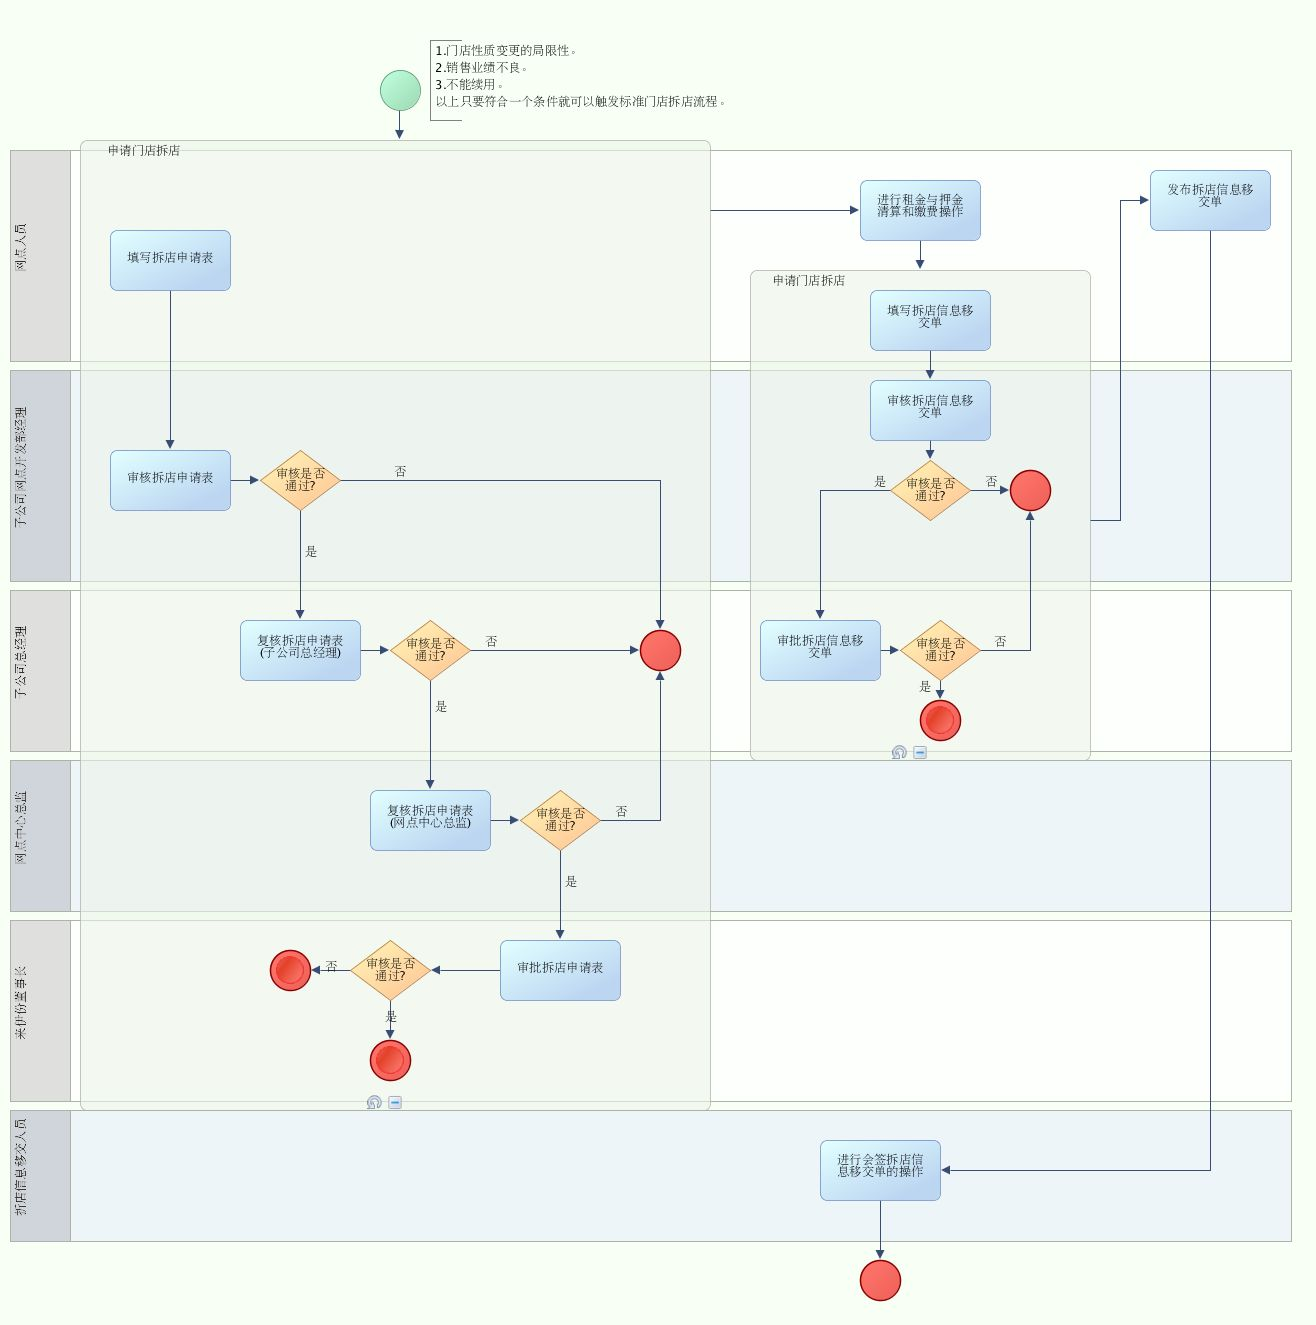 1.门店性质变更的局限性。
2.销售业绩不良。
3.不能续用。
以上只要符合一个条件就可以触发标准门店拆店流程。
申请门店拆店
网点人员
填写拆店申请表
进行租金与押金
清算和缴费操作
发布拆店信息移
交单
申请门店拆店
填写拆店信息移
交单
子公司网点开发部经理
审核拆店申请表
审核是否
通过?
否
是
审核拆店信息移
交单
审核是否
通过?
是
否
子公司总经理
复核拆店申请表
(子公司总经理)
审核是否
通过?
否
是
审批拆店信息移
交单
审核是否
通过?
否
是
网点中心总监
复核拆店申请表
(网点中心总监)
审核是否
通过?
否
是
来伊份董事长
审批拆店申请表
审核是否
通过?
否
是
拆店信息移交人员
进行会签拆店信
息移交单的操作